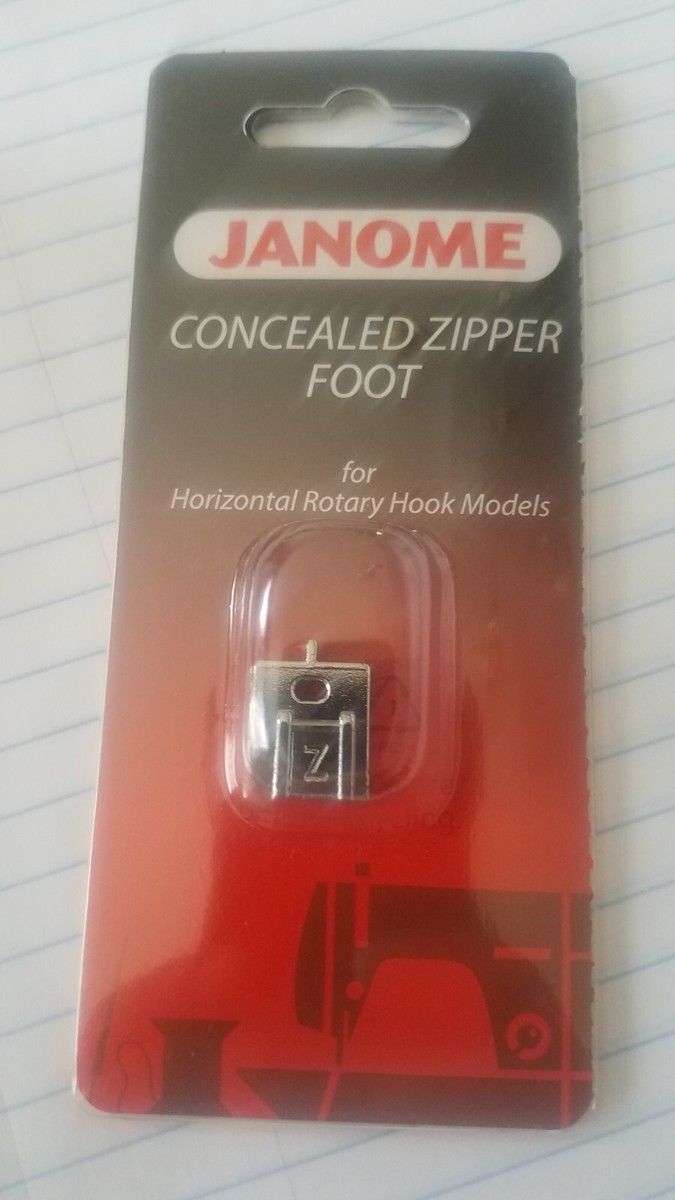 JANOME
CONCEALED ZIPPER
FOOT
for
Horizontal Rotary Hook Models
Z